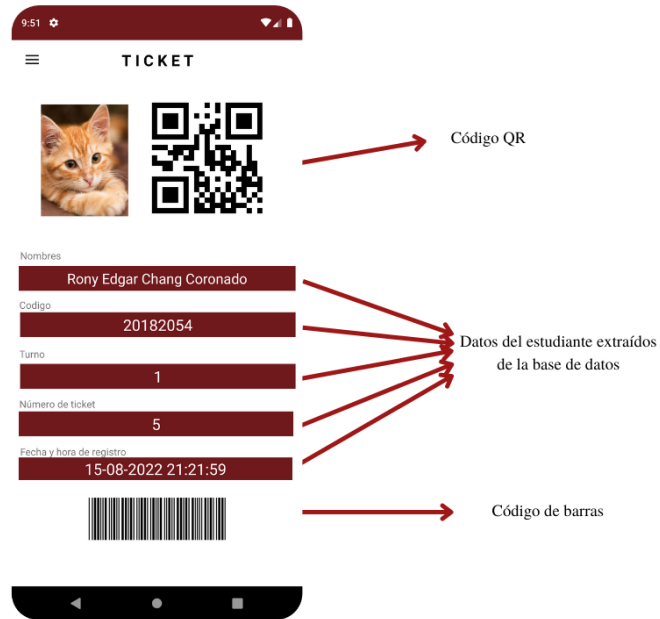 9:51
TICKET
Código QR
Nombres
Rony Edgar Chang Coronado
Codigo
20182054
Datos del estudiante extraídos
de la base de datos
Turno
1
Número de ticket
5
Fecha y hora de registro
15-08-2022 21:21:59
Código de barras